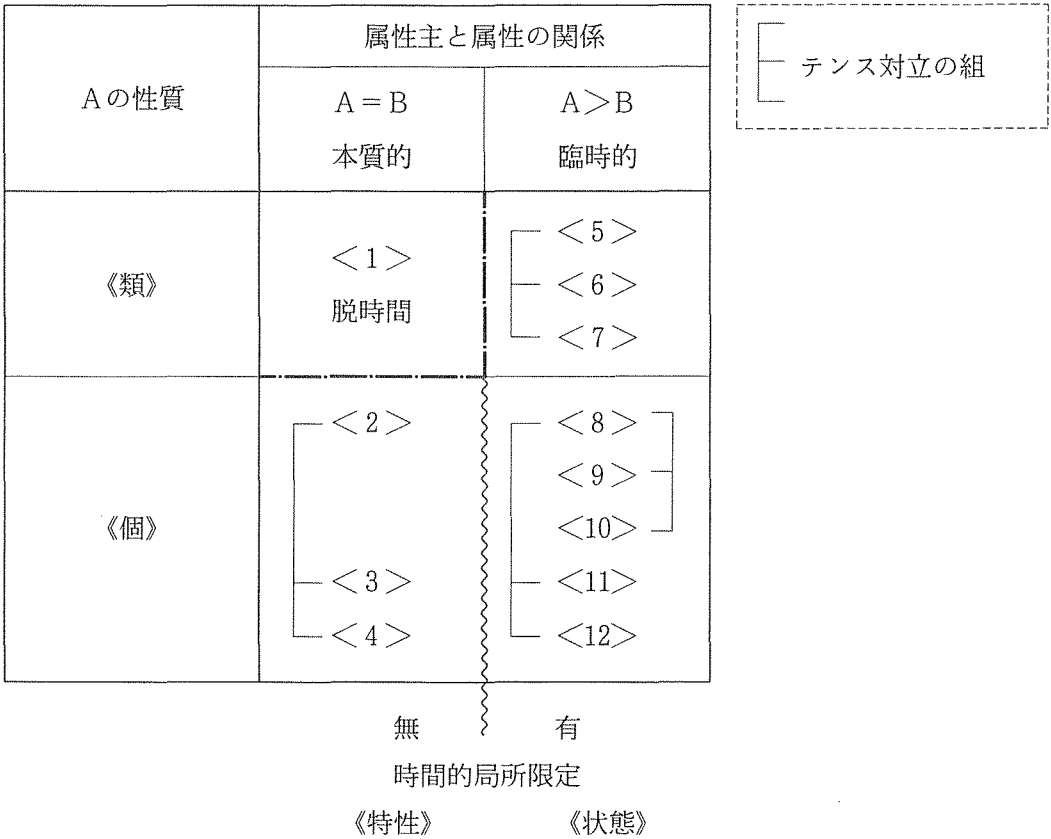 属性主と属性の関係
テンス対立の組
Aの性質
A=B
本質的
A>B
臨時的
《類》
<1>
脱時間
<5>
<6>
<7>
《個》
<2>
<3>
<4>
<8>
<9>
<10>
<11>
<12>
無 有
時間的局所限定
《特性》 《状態》